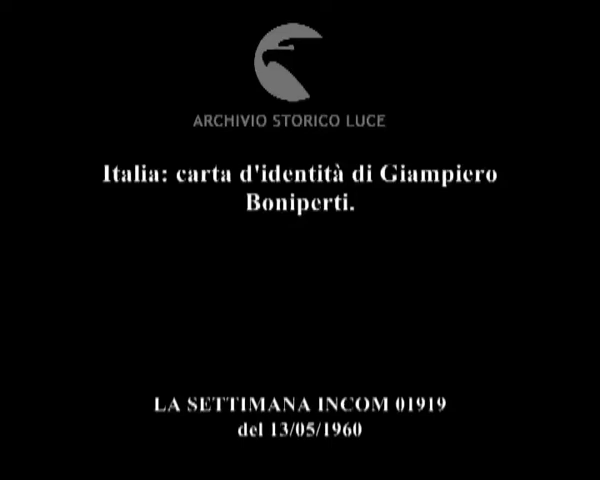 ARCHIVIO STORICO LUCE
Italia: carta d'identità di Giampiero
Boniperti.
LA SETTIMANA INCOM 01919
del 13/05/1960